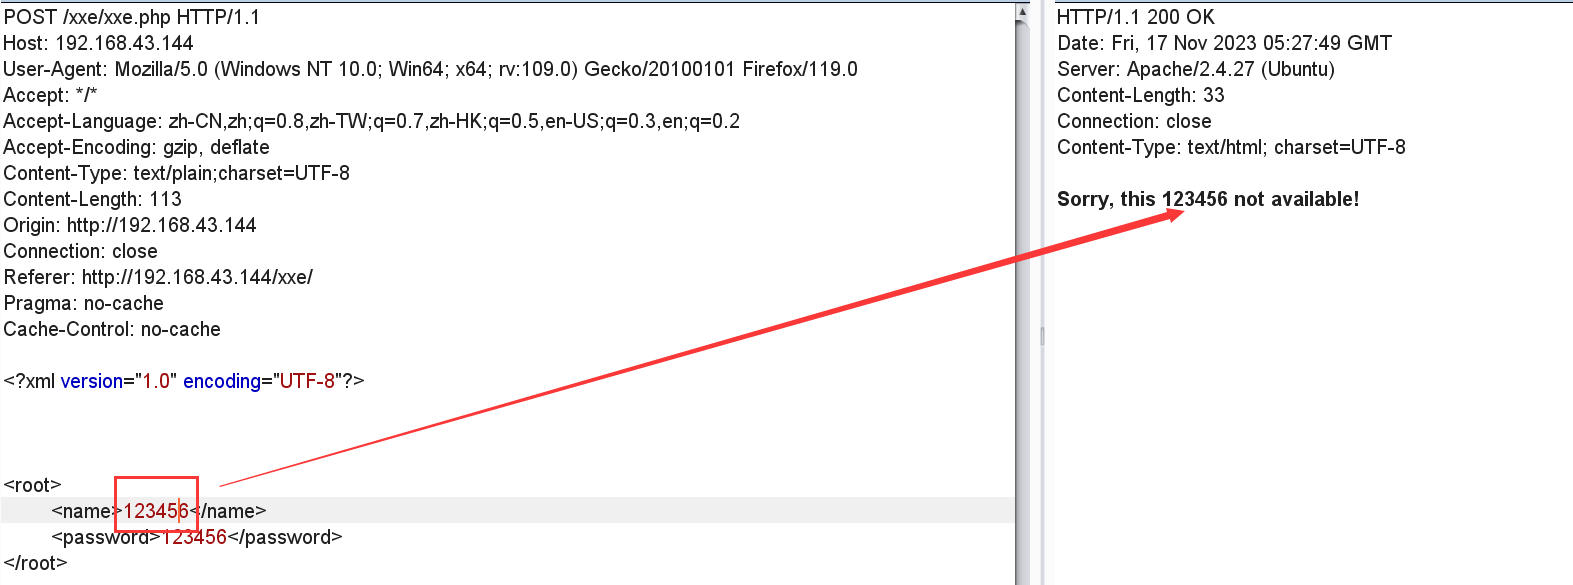 POST /xxe/xxe.php HTTP/1.1
Host: 192.168.43.144
User-Agent: Mozilla/5.0 (Windows NT 10.0; Win64; x64; rv:109.0) Gecko/20100101 Firefox/119.0
Accept: */*
Accept-Language: zh-CN,zh;q=0.8,zh-TW;q=0.7,zh-HK;q=0.5,en-US;q=0.3,en;q=0.2
Accept-Encoding: gzip, deflate
Content-Type: text/plain;charset=UTF-8
Content-Length: 113
Origin: http://192.168.43.144
Connection: close
Referer: http://192.168.43.144/xxe/
Pragma: no-cache
Cache-Control: no-cache
<?xml version="1.0" encoding="UTF-8"?>
<root>
<name>123456</name>
<password>123456</password>
</root>
HTTP/1.1 200 OK
Date: Fri, 17 Nov 2023 05:27:49 GMT
Server: Apache/2.4.27 (Ubuntu)
Content-Length: 33
Connection: close
Content-Type: text/html; charset=UTF-8
Sorry, this 123456 not available!